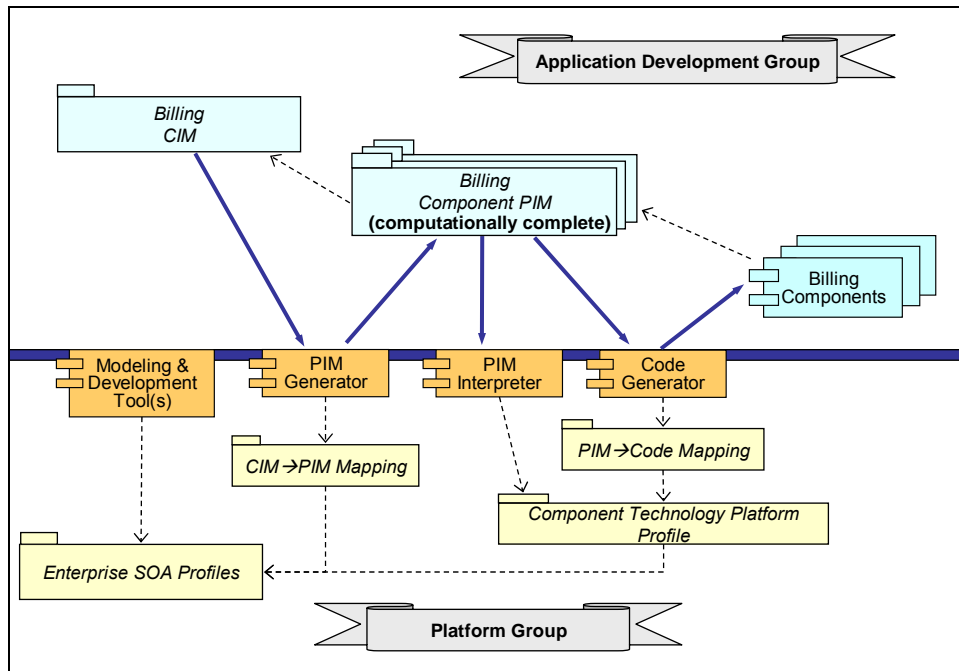 Application Development Group
Billing
CIM
Billing
Component PIM
(computationally complete)
Billing
Components
Modeling &
Development
Tool(s)
PIM
Generator
PIM
Interpreter
Code
Generator
CIM→PIM Mapping
PIM→Code Mapping
Component Technology Platform
Profile
Enterprise SOA Profiles
Platform Group